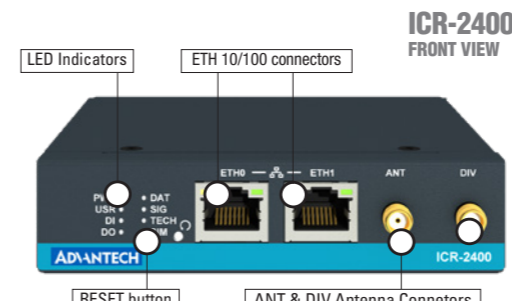 ICR-2400
FRONT VIEW
LED Indicators
ETH 10/100 connectors
ETH0
ETH1
ANT
DIV
DAT
USR
SIG
DI
TECH
DO
ADVANTECH
ICR-2400
RESET button
ANT & DIV Antenna Connetors